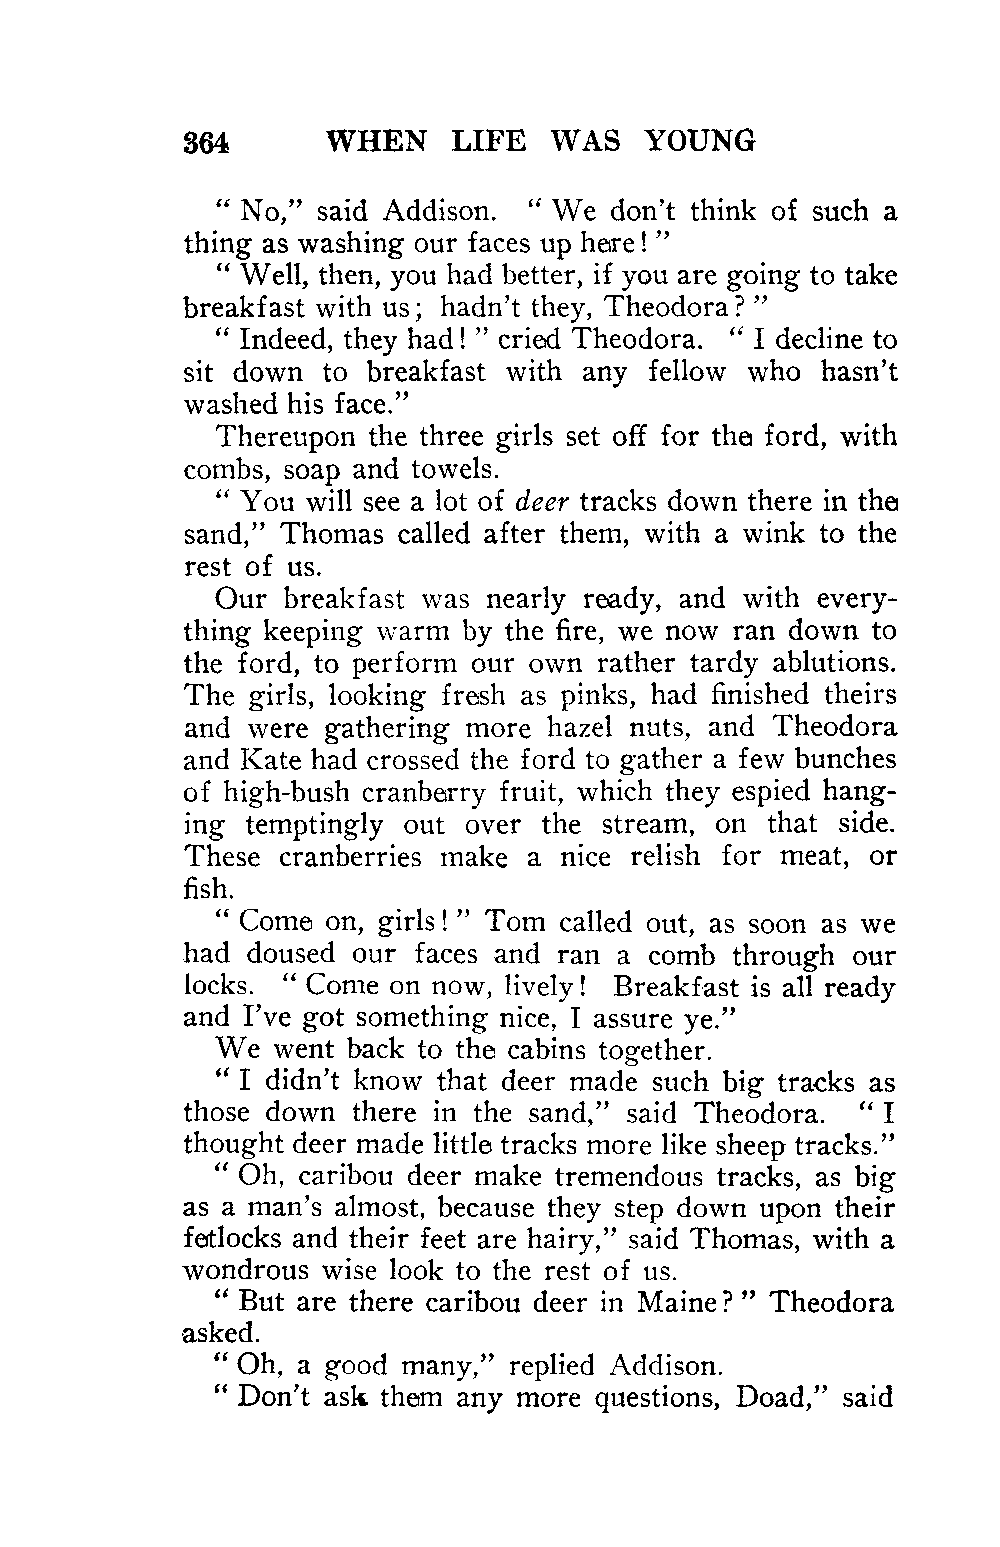 364 WHEN LIFE WAS YOUNG
" No," said Addison. " We don't think of such a
thing as washing our faces up here! "
" Well, then, you had better, if you are going to take
breakfast with us; hadn't they, Theodora? "
" Indeed, they had! " cried Theodora. " I decline to
sit down to breakfast with any fellow who hasn't
washed his face."
Thereupon the three girls set off for the ford, with
combs, soap and towels.
" You will see a lot of deer tracks down there in the
sand," Thomas called after them, with a wink to the
rest of us.
Our breakfast was nearly ready, and with every-
thing keeping warm by the fire, we now ran down to
the ford, to perform our own rather tardy ablutions.
The girls, looking fresh as pinks, had finished theirs
and were gathering more hazel nuts, and Theodora
and Kate had crossed the ford to gather a few bunches
of high-bush cranberry fruit, which they espied hang-
ing temptingly out over the stream, on that side.
These cranberries make a nice relish for meat, or
fish.
" Come on, girls! " Tom called out, as soon as we
had doused our faces and ran a comb through our
locks. " Come on now, lively! Breakfast is all ready
and I've got something nice, I assure ye."
We went back to the cabins together.
" I didn't know that deer made such big tracks as
those down there in the sand," said Theodora. " I
thought deer made little tracks more like sheep tracks."
" Oh, caribou deer make tremendous tracks, as big
as a man's almost, because they step down upon their
fetlocks and their feet are hairy," said Thomas, with a
wondrous wise look to the rest of us.
" But are there caribou deer in Maine? " Theodora
asked.
" Oh, a good many," replied Addison.
" Don't ask them any more questions, Doad," said